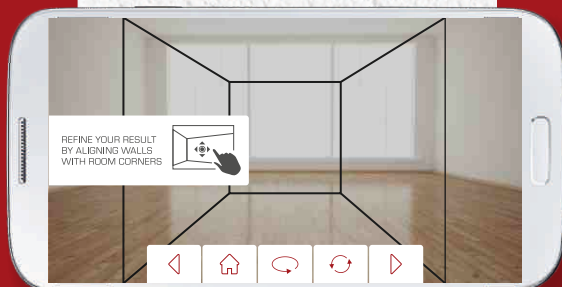 REFINE YOUR RESULT
BY ALIGNING WALLS
WITH ROOM CORNERS